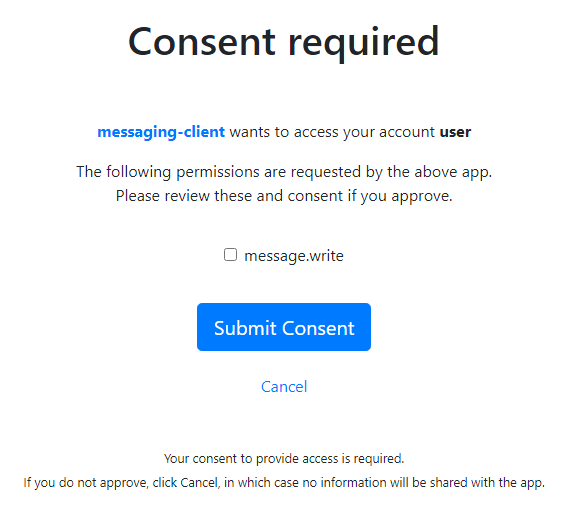 Consent required
messaging-client wants to access your account user
The following permissions are requested by the above app.
Please review these and consent if you approve.
message.write
Submit Consent
Cancel
Your consent to provide access is required.
If you do not approve, click Cancel, in which case no information will be shared with the app.